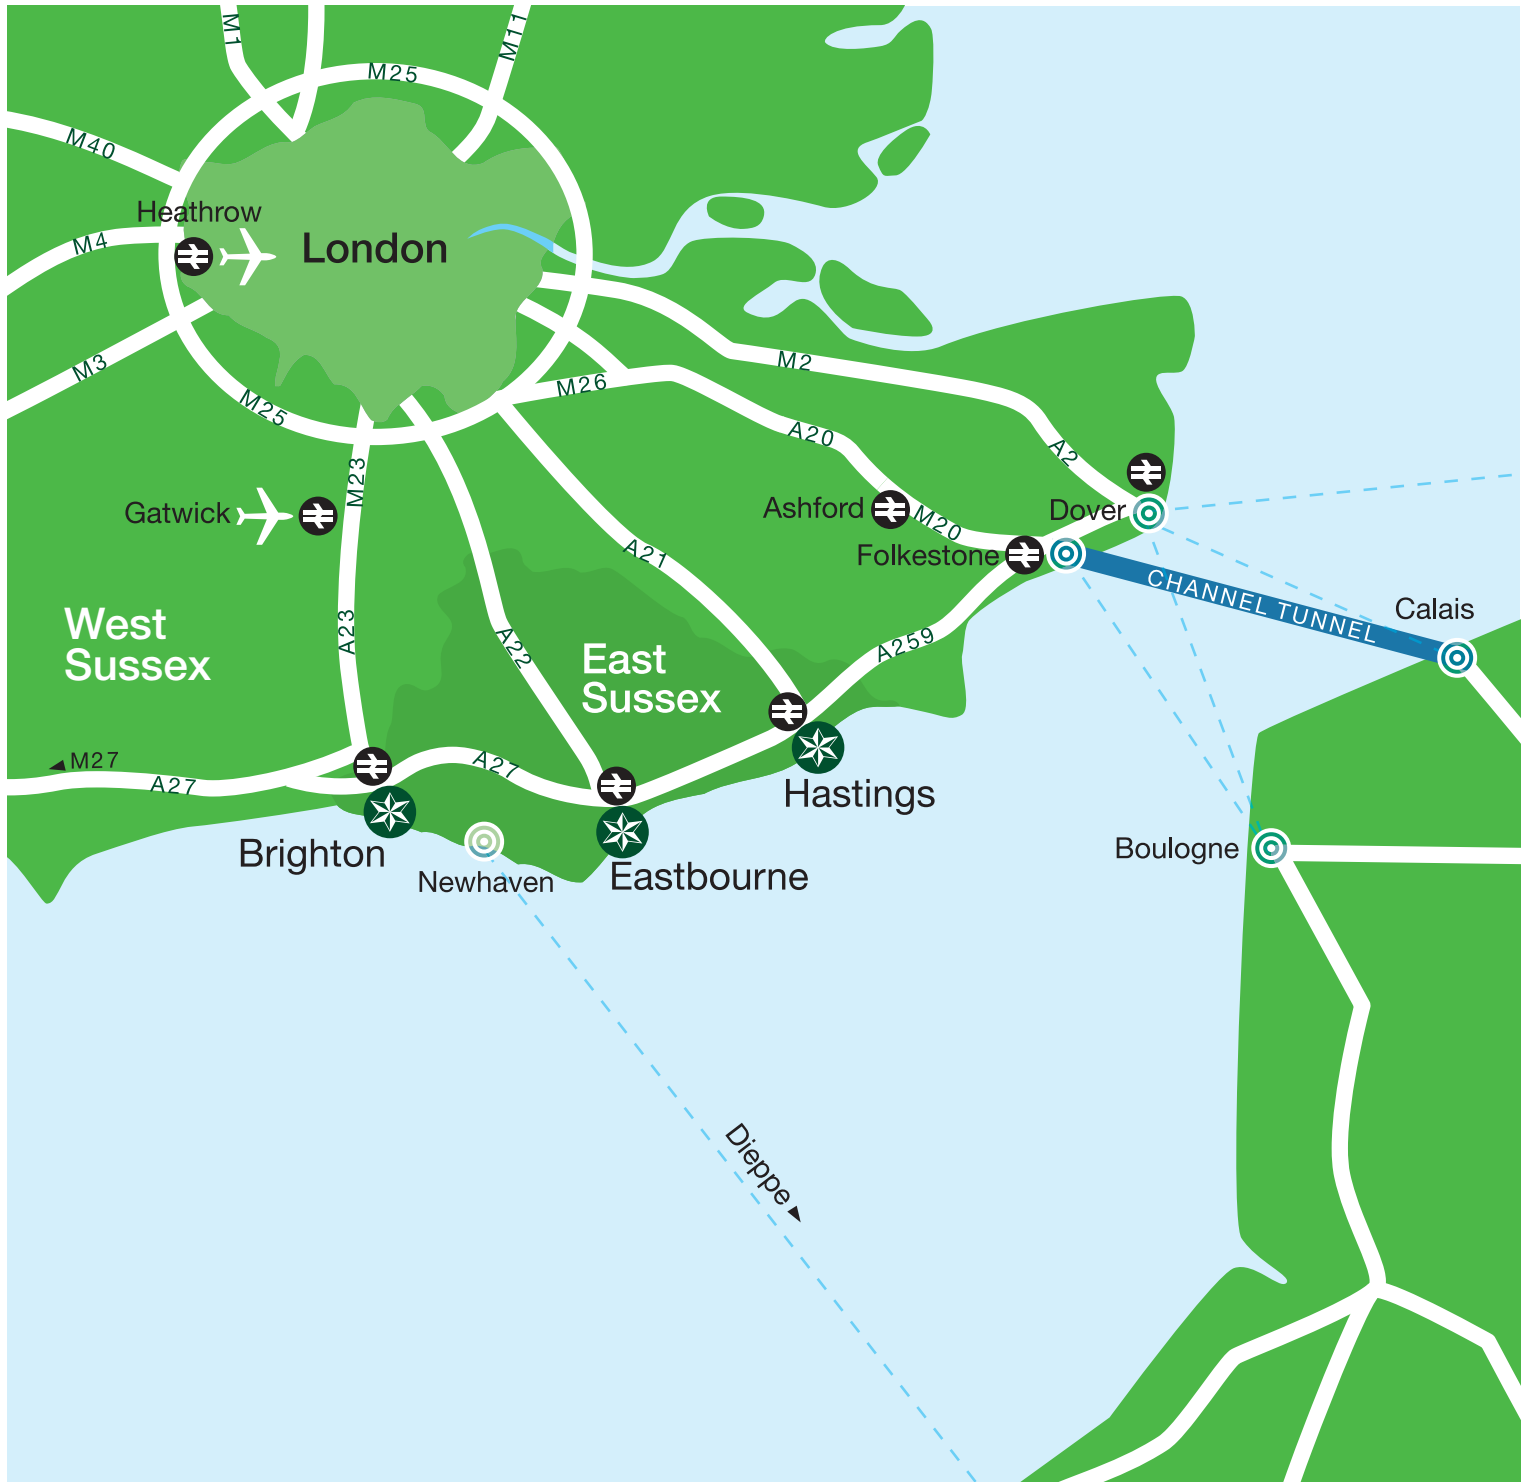 M1
M11
M25
M40
Heathrow
M4
London
M3
M25
M26
M2
A20
A2
M23
Gatwick
Ashford
M20
Dover
Folkestone
A21
CHANNEL TUNNEL
Calais
West
Sussex
A23
A22
East
Sussex
A259
M27
A27
A27
Hastings
Brighton
Newhaven
Eastbourne
Boulogne
Dieppe